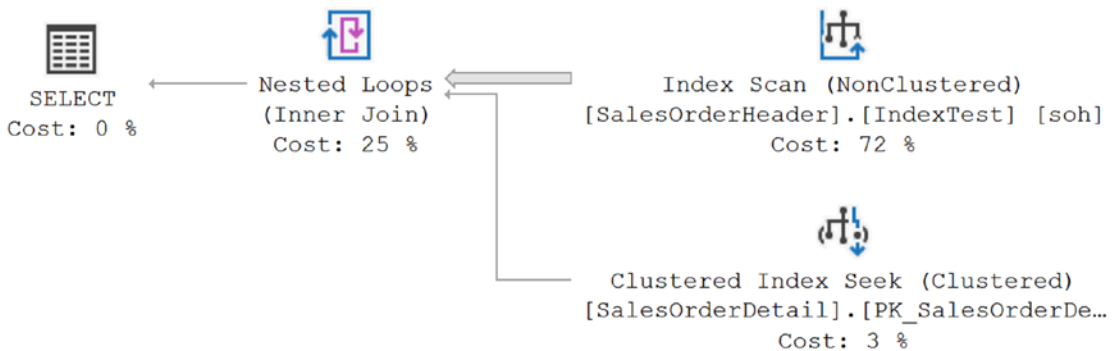 SELECT
Cost: 0 %
Nested Loops
(Inner Join)
Cost: 25 %
Index Scan (NonClustered)
[SalesOrderHeader].[IndexTest] [soh]
Cost: 72 %
Clustered Index Seek (Clustered)
[SalesOrderDetail].[PK_SalesOrderDe…
Cost: 3 %